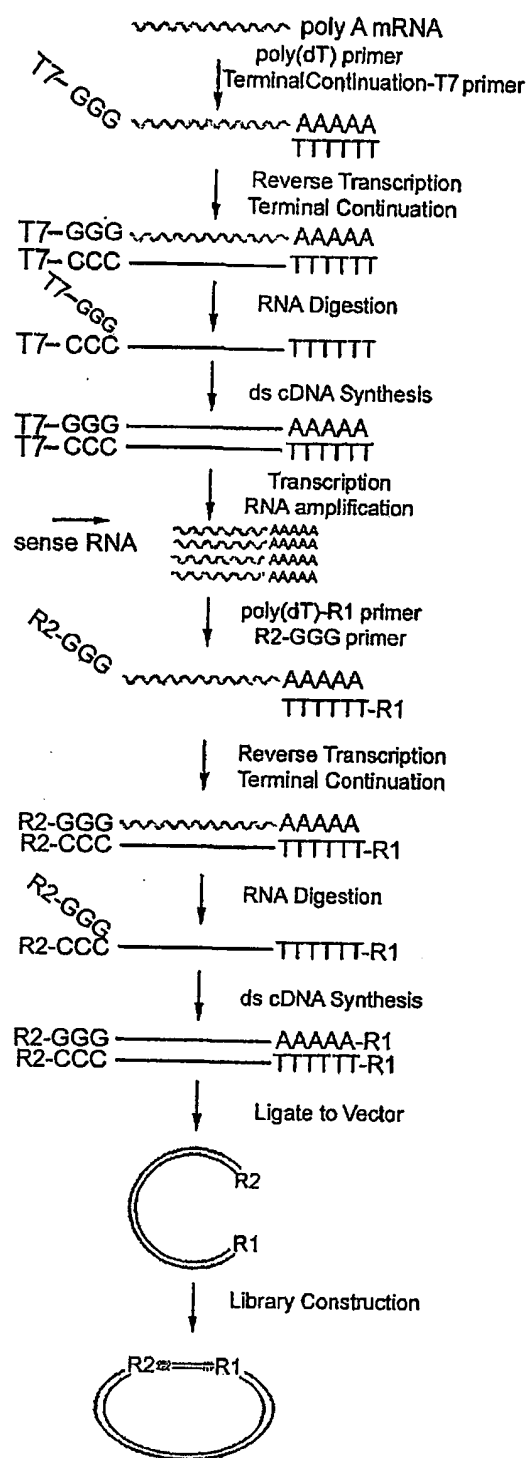 poly A mRNA
poly(dT) primer
TerminalContinuation-T7 primer
T7-GGG
AAAAA
TTTTTT
Reverse Transcription
Terminal Continuation
T7-GGG AAAAA
T7-CCC TTTTTT
T7-GGG
RNA Digestion
T7-CCC TTTTTT
ds cDNA Synthesis
T7-GGG AAAAA
T7-CCC TTTTTT
Transcription
RNA amplification
sense RNA
AAAAA
AAAAA
AAAAA
AAAAA
poly(dT)-R1 primer
R2-GGG primer
R2-GGG
AAAAA
TTTTTT-R1
Reverse Transcription
Terminal Continuation
R2-GGG AAAAA
R2-CCC TTTTTT-R1
R2-GGG
RNA Digestion
R2-CCC TTTTTT-R1
ds cDNA Synthesis
R2-GGG AAAAA-R1
R2-CCC TTTTTT-R1
Ligate to Vector
R2
R1
Library Construction
R2 R1